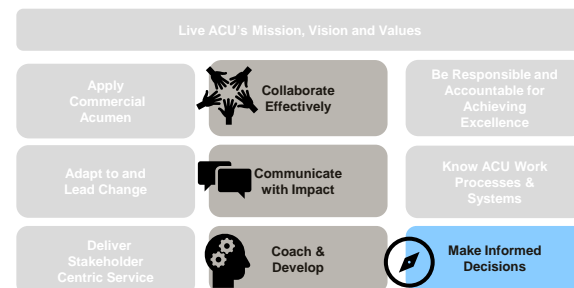 Live ACU's Mission, Vision and Values
Apply
Commercial
Acumen
Collaborate
Effectively
Be Responsible and
Accountable for
Achieving
Excellence
Adapt to and
Lead Change
Communicate
with Impact
Know ACU Work
Processes &
Systems
Deliver
Stakeholder
Centric Service
Coach &
Develop
Make Informed
Decisions